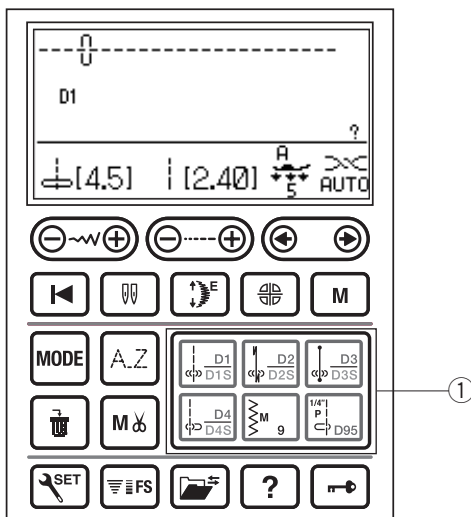 D1
?
[4.5] [2.40] A 5 AUTO
E M
MODE A..Z D1 D1S D2 D2S D3 D3S
M D4 D4S M 9 1/4" P D95
SET FS ?
1